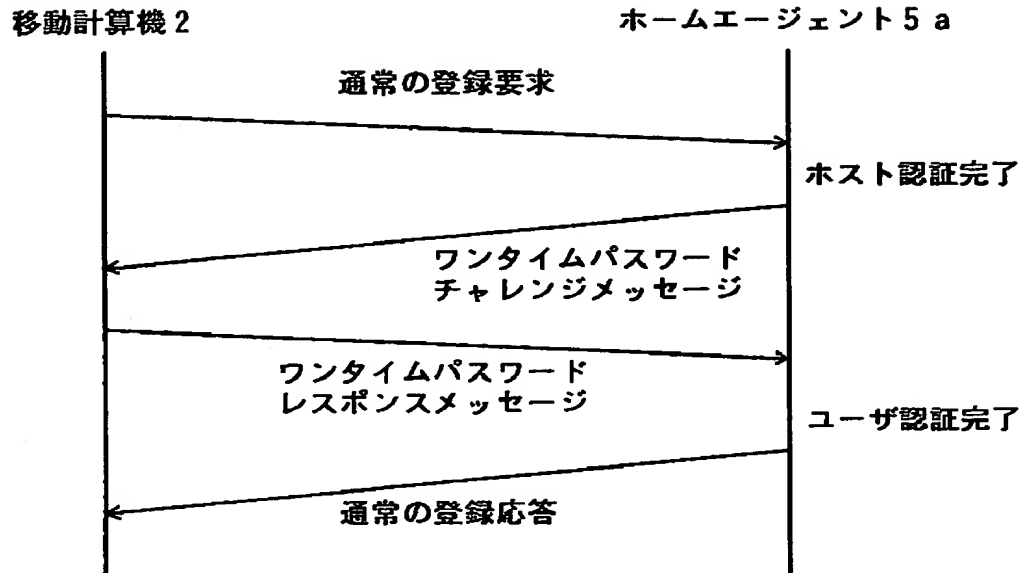 移動計算機2
ホームエージェント5a
通常の登録要求
ホスト認証完了
ワンタイムパスワード
チャレンジメッセージ
ワンタイムパスワード
レスポンスメッセージ
ユーザ認証完了
通常の登録応答